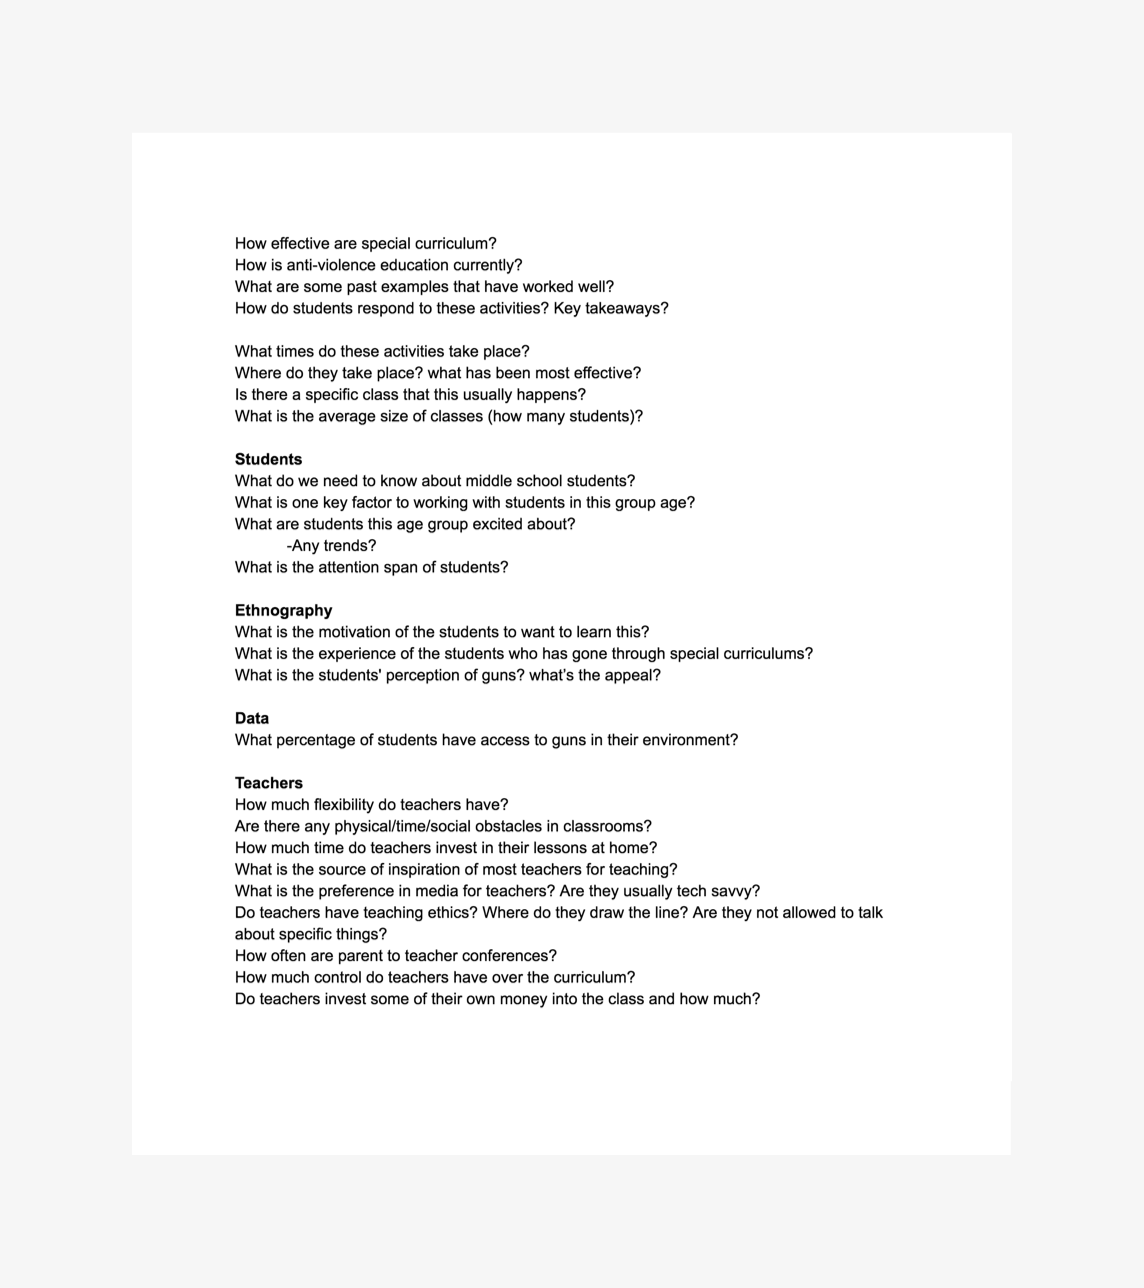 How effective are special curriculum?
How is anti-violence education currently?
What are some past examples that have worked well?
How do students respond to these activities? Key takeaways?
What times do these activities take place?
Where do they take place? what has been most effective?
Is there a specific class that this usually happens?
What is the average size of classes (how many students)?
Students
What do we need to know about middle school students?
What is one key factor to working with students in this group age?
What are students this age group excited about?
-Any trends?
What is the attention span of students?
Ethnography
What is the motivation of the students to want to learn this?
What is the experience of the students who has gone through special curriculums?
What is the students' perception of guns? what's the appeal?
Data
What percentage of students have access to guns in their environment?
Teachers
How much flexibility do teachers have?
Are there any physical/time/social obstacles in classrooms?
How much time do teachers invest in their lessons at home?
What is the source of inspiration of most teachers for teaching?
What is the preference in media for teachers? Are they usually tech savvy?
Do teachers have teaching ethics? Where do they draw the line? Are they not allowed to talk
about specific things?
How often are parent to teacher conferences?
How much control do teachers have over the curriculum?
Do teachers invest some of their own money into the class and how much?